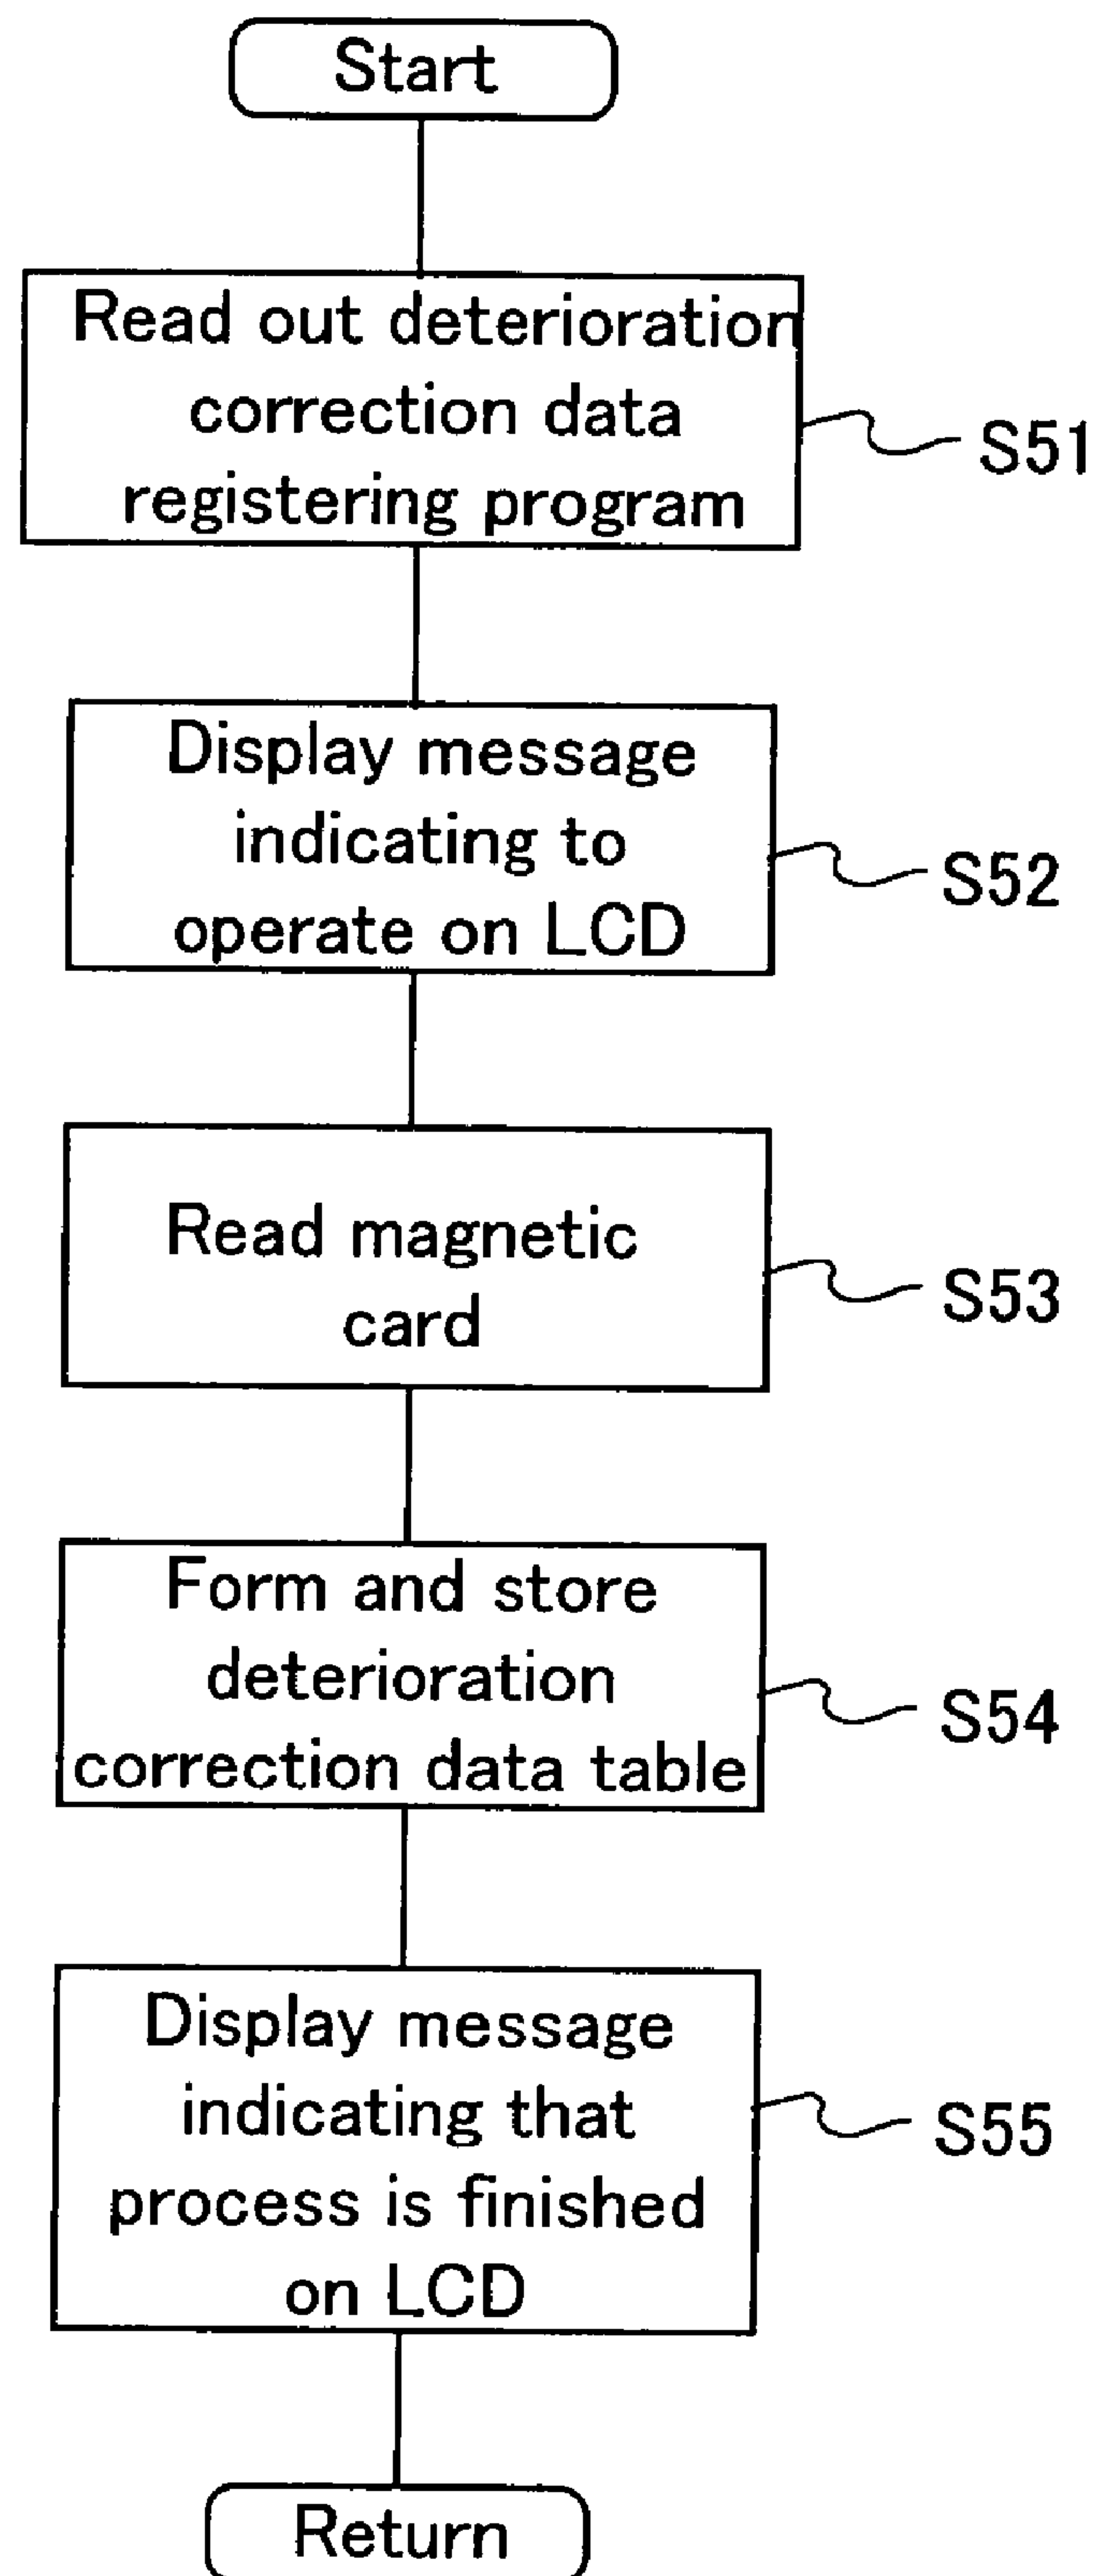 Start
Read out deterioration
correction data
registering program
S51
Display message
indicating to
operate on LCD
S52
Read magnetic
card
S53
Form and store
deterioration
correction data table
S54
Display message
indicating that
process is finished
on LCD
S55
Return